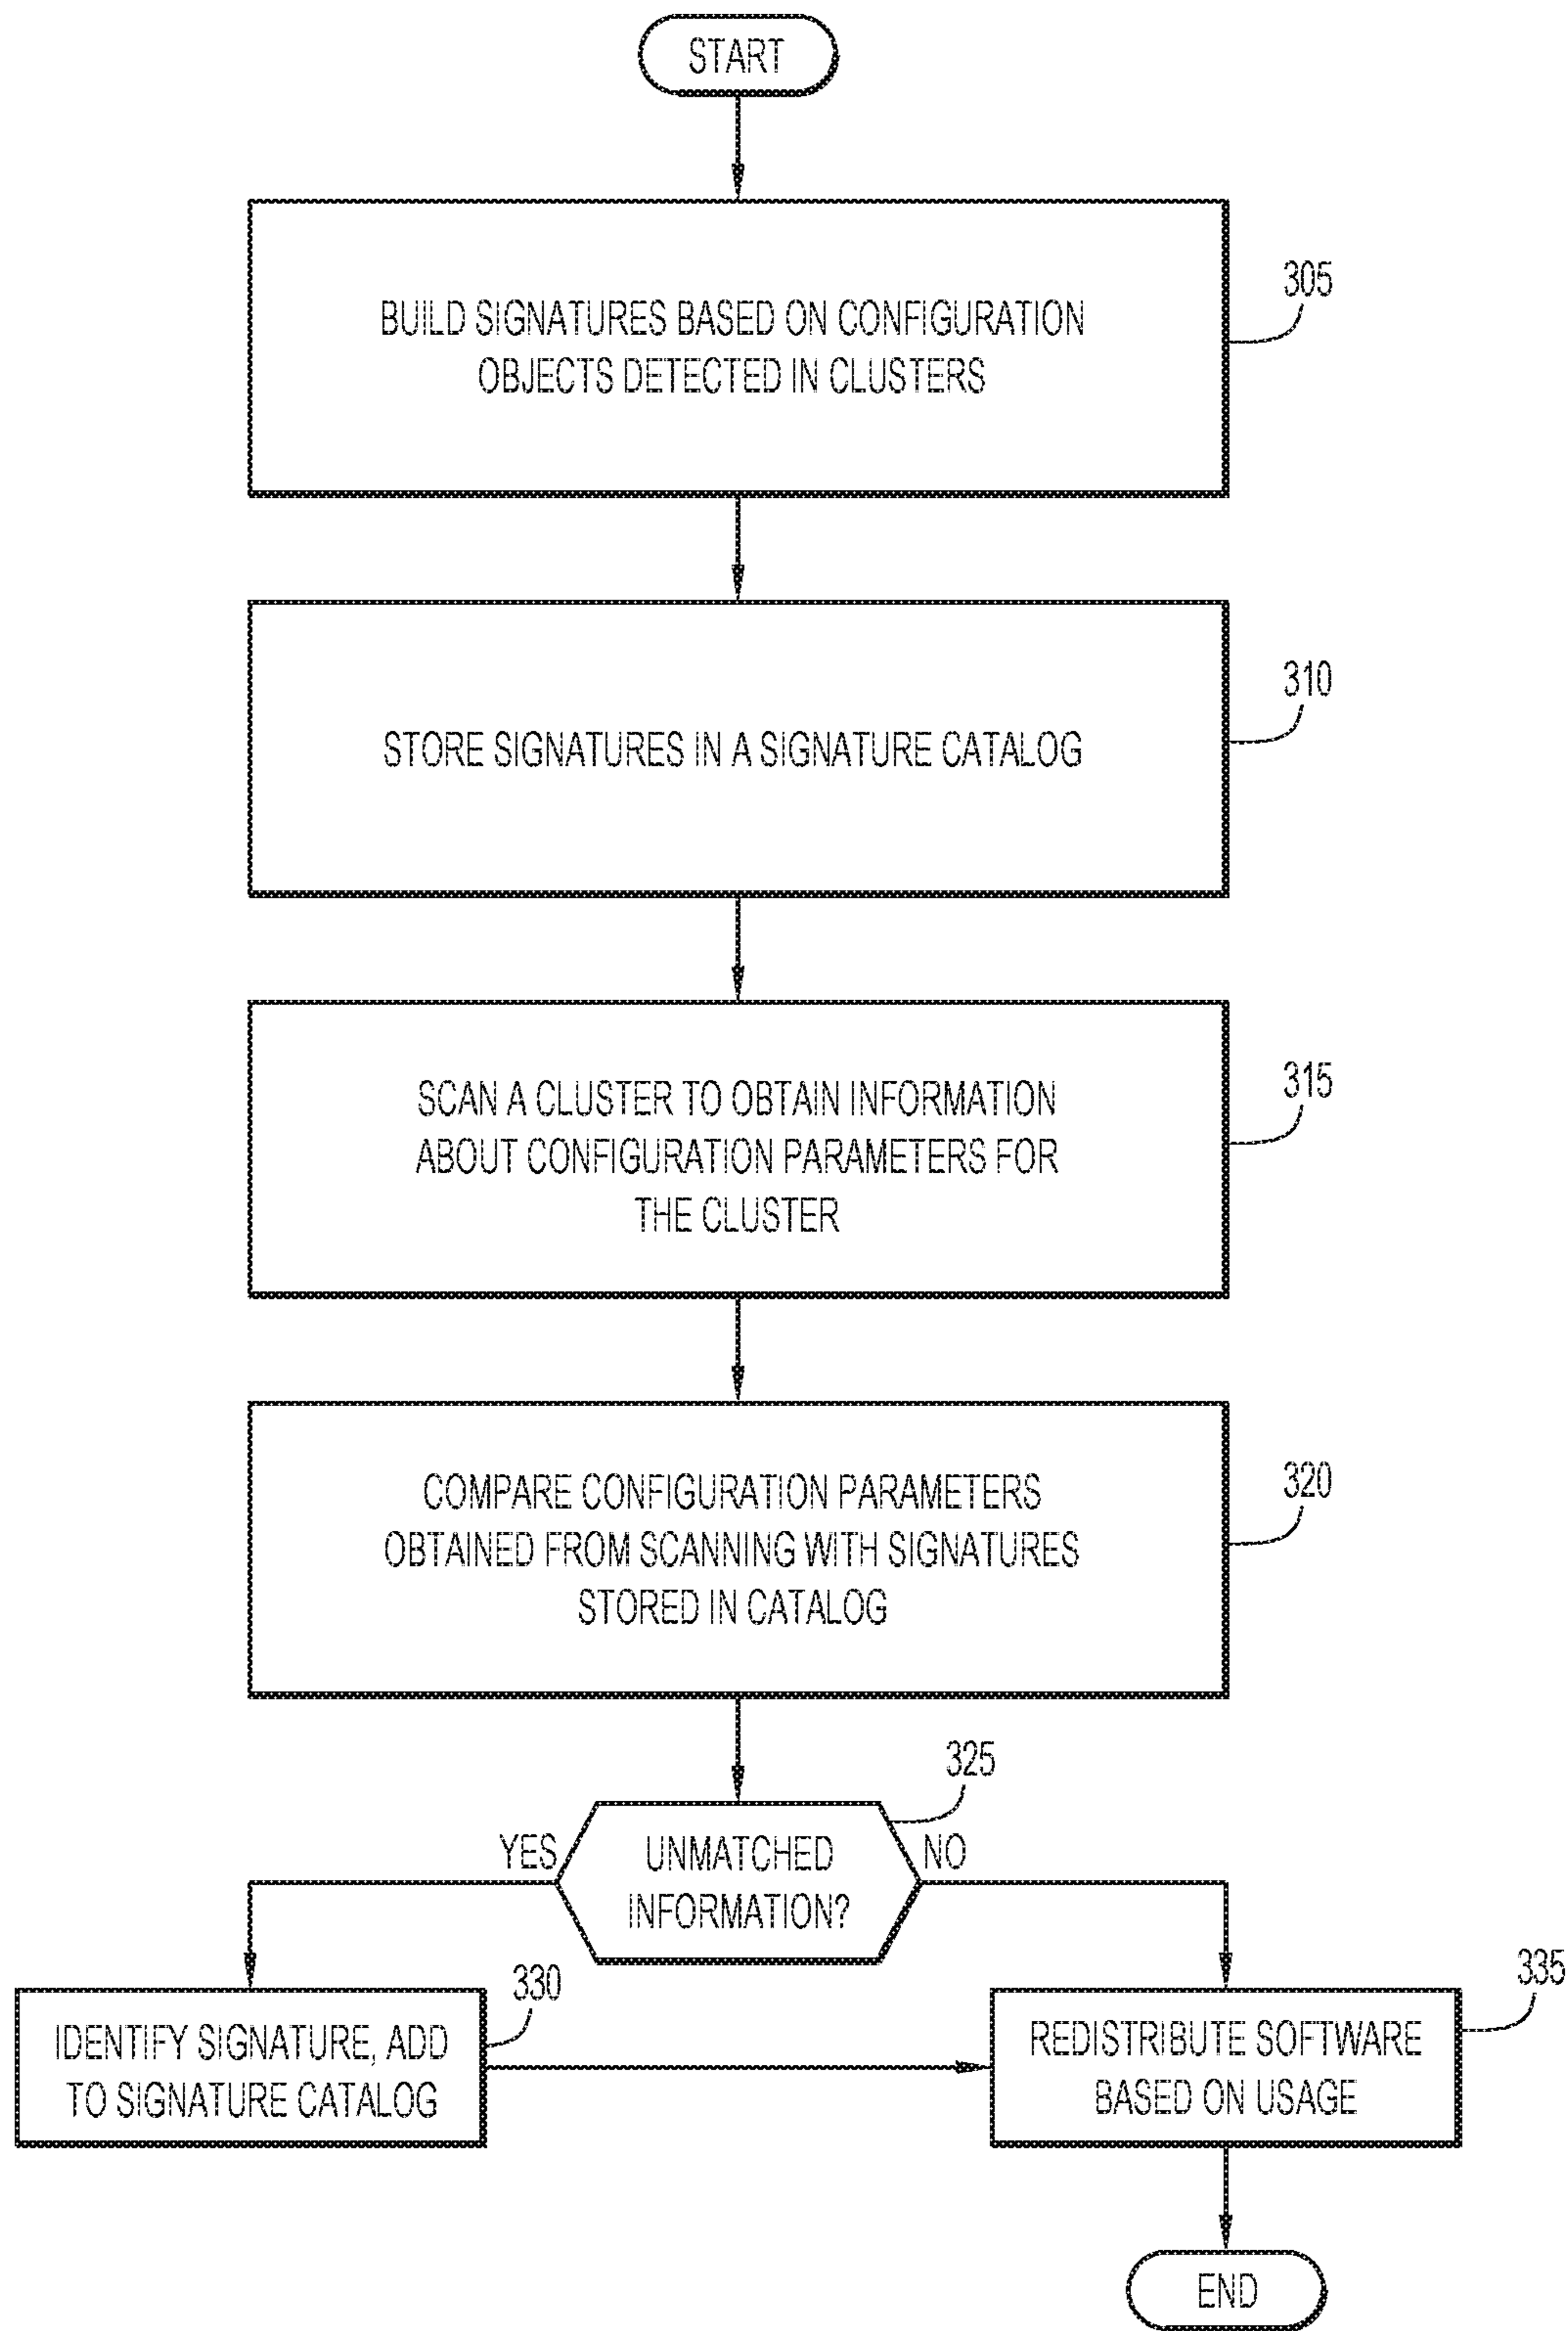 START
BUILD SIGNATURES BASED ON CONFIGURATION
OBJECTS DETECTED IN CLUSTERS
305
STORE SIGNATURES IN A SIGNATURE CATALOG
310
SCAN A CLUSTER TO OBTAIN INFORMATION
ABOUT CONFIGURATION PARAMETERS FOR
THE CLUSTER
315
COMPARE CONFIGURATION PARAMETERS
OBTAINED FROM SCANNING WITH SIGNATURES
STORED IN CATALOG
320
325
YES
UNMATCHED
INFORMATION?
NO
330
IDENTIFY SIGNATURE, ADD
TO SIGNATURE CATALOG
335
REDISTRIBUTE SOFTWARE
BASED ON USAGE
END